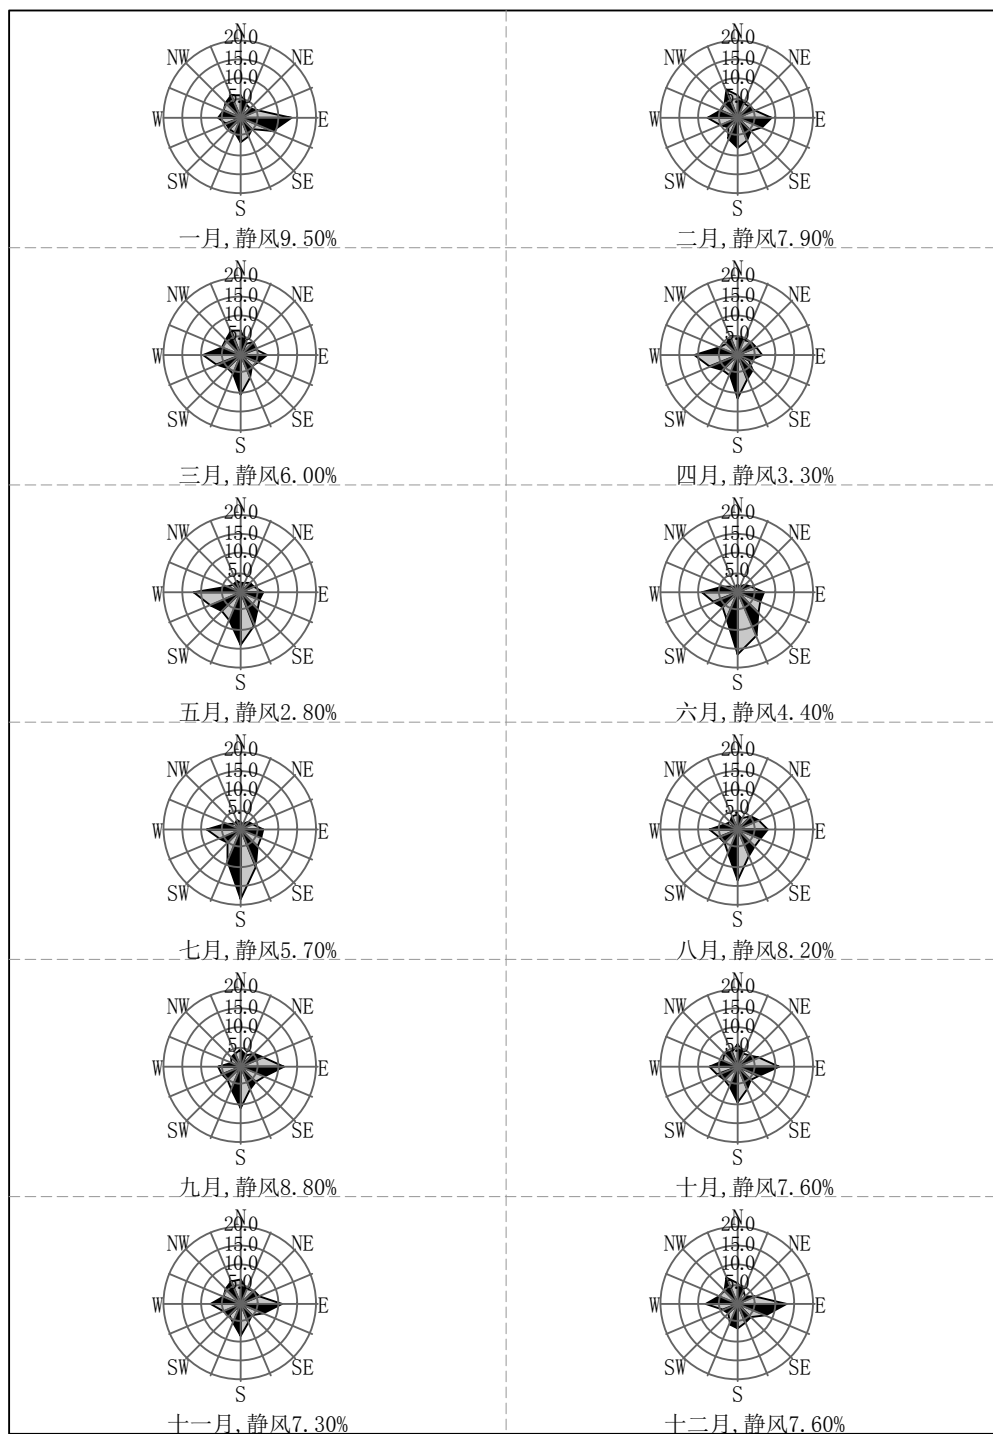 N
20.0
NW NE
15.0
10.0
5.0
W E
SW SE
S
一月,静风9.50%
N
20.0
NW NE
15.0
10.0
5.0
W E
SW SE
S
二月,静风7.90%
N
20.0
NW NE
15.0
10.0
5.0
W E
SW SE
S
三月,静风6.00%
N
20.0
NW NE
15.0
10.0
5.0
W E
SW SE
S
四月,静风3.30%
N
20.0
NW NE
15.0
10.0
5.0
W E
SW SE
S
五月,静风2.80%
N
20.0
NW NE
15.0
10.0
5.0
W E
SW SE
S
六月,静风4.40%
N
20.0
NW NE
15.0
10.0
5.0
W E
SW SE
S
七月,静风5.70%
N
20.0
NW NE
15.0
10.0
5.0
W E
SW SE
S
八月,静风8.20%
N
20.0
NW NE
15.0
10.0
5.0
W E
SW SE
S
九月,静风8.80%
N
20.0
NW NE
15.0
10.0
5.0
W E
SW SE
S
十月,静风7.60%
N
20.0
NW NE
15.0
10.0
5.0
W E
SW SE
S
十一月,静风7.30%
N
20.0
NW NE
15.0
10.0
5.0
W E
SW SE
S
十二月,静风7.60%